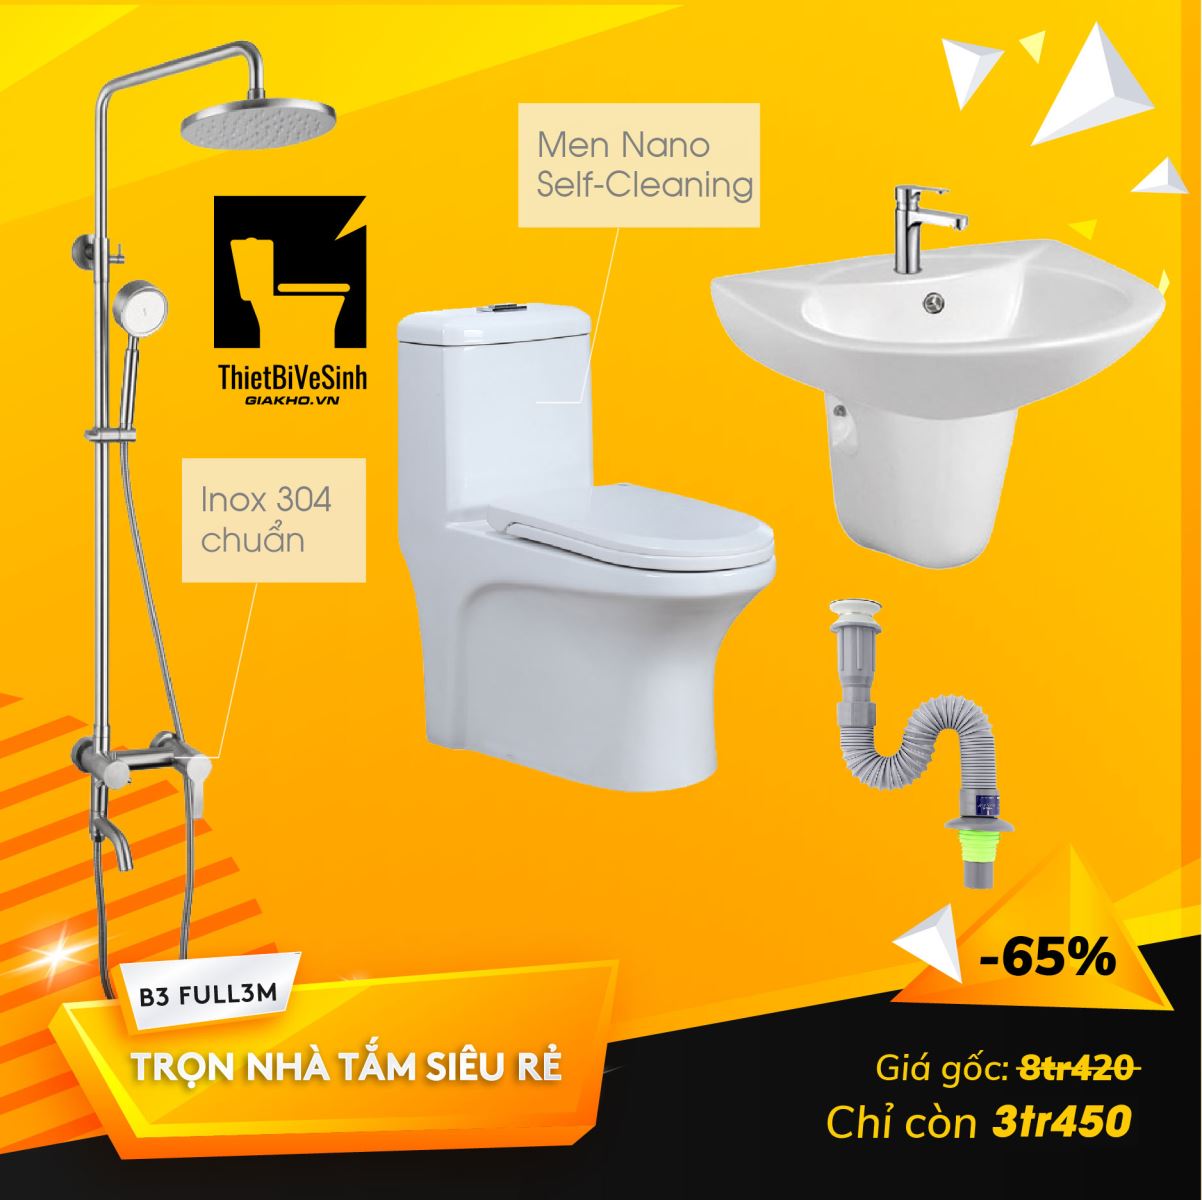 Men Nano
Self-Cleaning
ThietBiVeSinh
GIAKHO.VN
Inox 304
chuẩn
-65%
B3 FULL3M
TRỌN NHÀ TẮM SIÊU RẺ
Giá gốc: 8tr420
Chỉ còn 3tr450